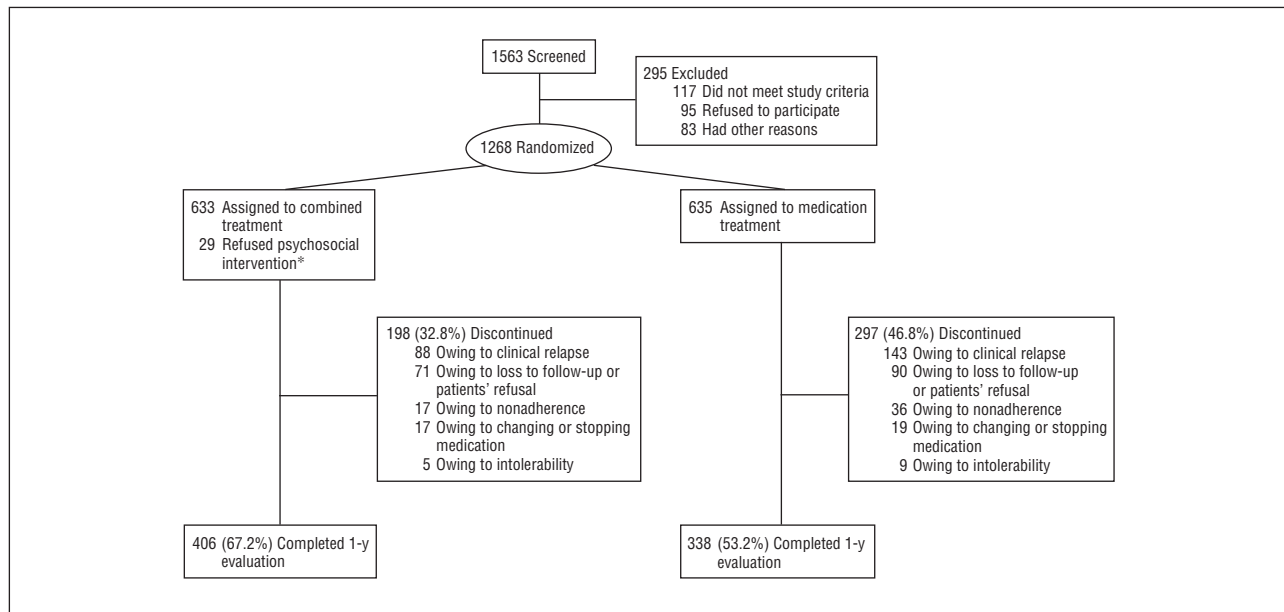 1563 Screened
295 Excluded
117 Did not meet study criteria
95 Refused to participate
83 Had other reasons
1268 Randomized
633 Assigned to combined
treatment
29 Refused psychosocial
intervention*
635 Assigned to medication
treatment
198 (32.8%) Discontinued
88 Owing to clinical relapse
71 Owing to loss to follow-up or
patients' refusal
17 Owing to nonadherence
17 Owing to changing or stopping
medication
5 Owing to intolerability
297 (46.8%) Discontinued
143 Owing to clinical relapse
90 Owing to loss to follow-up
or patients' refusal
36 Owing to nonadherence
19 Owing to changing or stopping
medication
9 Owing to intolerability
406 (67.2%) Completed 1-y
evaluation
338 (53.2%) Completed 1-y
evaluation